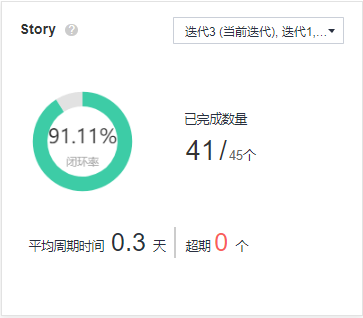 Story ?
迭代3 (当前迭代), 迭代1,...
91.11%
闭环率
已完成数量
41/45个
平均周期时间 0.3 天
超期 0 个